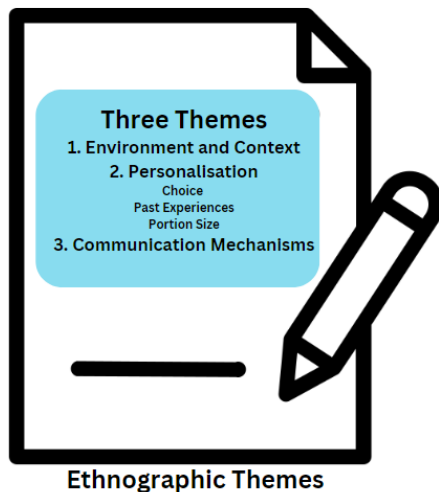 Three Themes
1. Environment and Context
2. Personalisation
Choice
Past Experiences
Portion Size
3. Communication Mechanisms
Ethnographic Themes